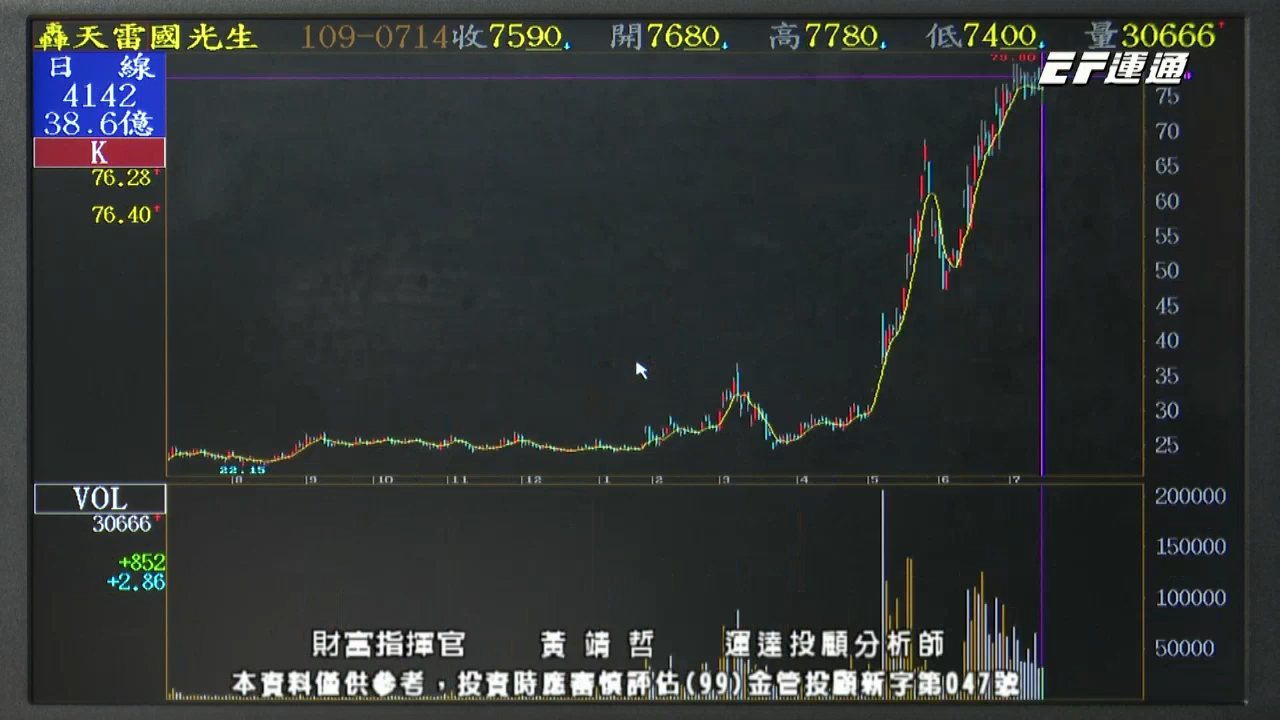 轟天雷國光生 109-0714 收7590 開7680 高7780 低7400 量30666
79.00 EF運通
日 線
4142
38.6億
K
76.28
76.40
75
70
65
60
55
50
45
40
35
30
25
22.15
8 9 10 11 12 1 2 3 4 5 6 7
VOL
30666
+852
+2.86
200000
150000
100000
50000
財富指揮官 黃靖哲 運達投顧分析師
本資料僅供參考，投資時應審慎評估(99)金管投顧新字第047號